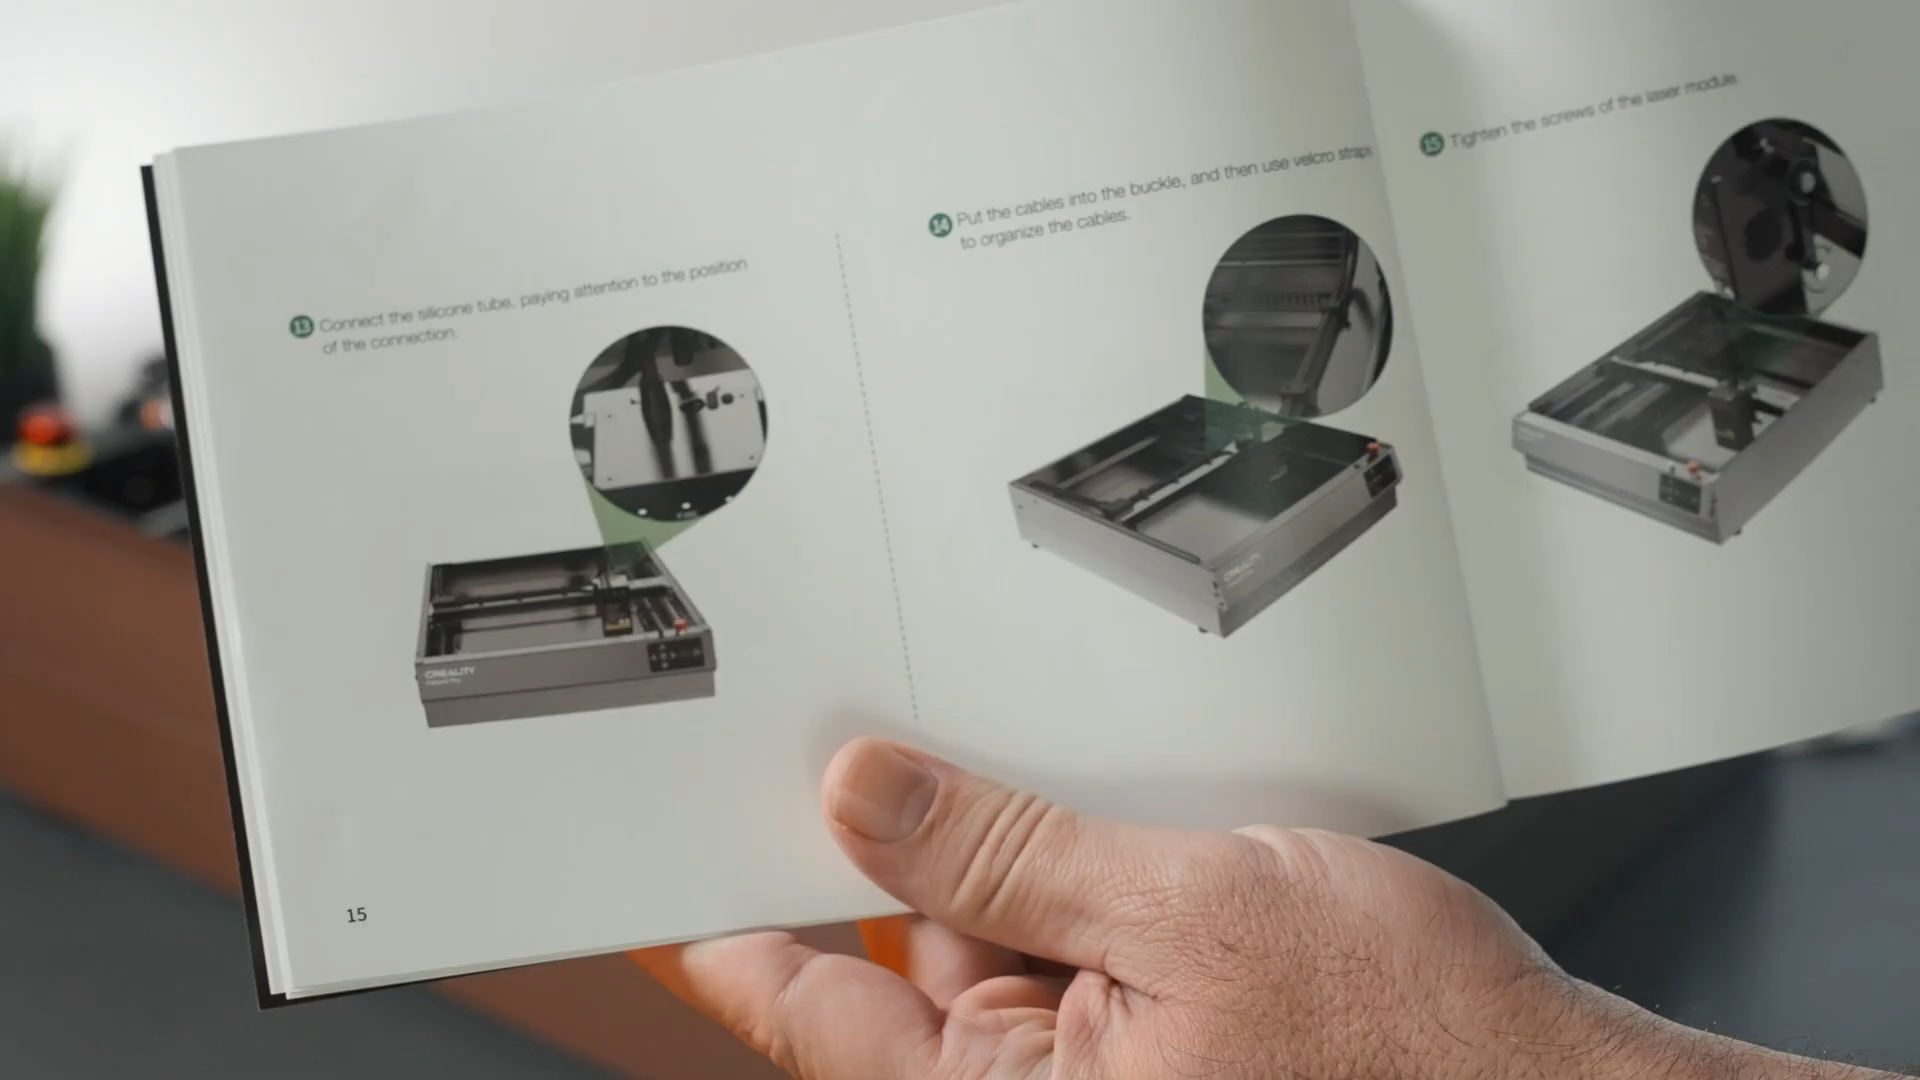 13 Connect the silicone tube, paying attention to the position
of the connection.
CREALITY
15
14 Put the cables into the buckle, and then use velcro straps
to organize the cables.
CREALITY
15 Tighten the screws of the laser module.